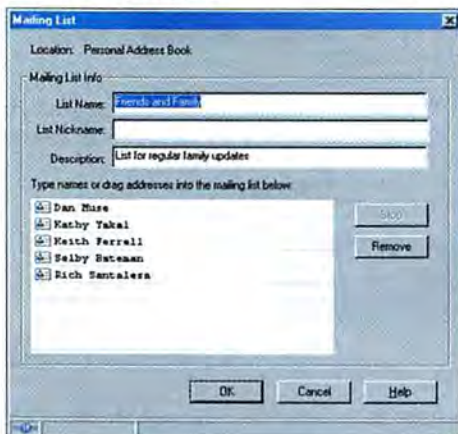 Mailing List
Location: Personal Address Book
Mailing List Info
List Name: Friends and Family
List Nickname:
Description: List for regular family updates
Type names or drag addresses into the mailing list below:
Dan Muse
Kathy Yakal
Keith Ferrell
Selby Bateman
Rich Santalesa
Stop
Remove
OK
Cancel
Help